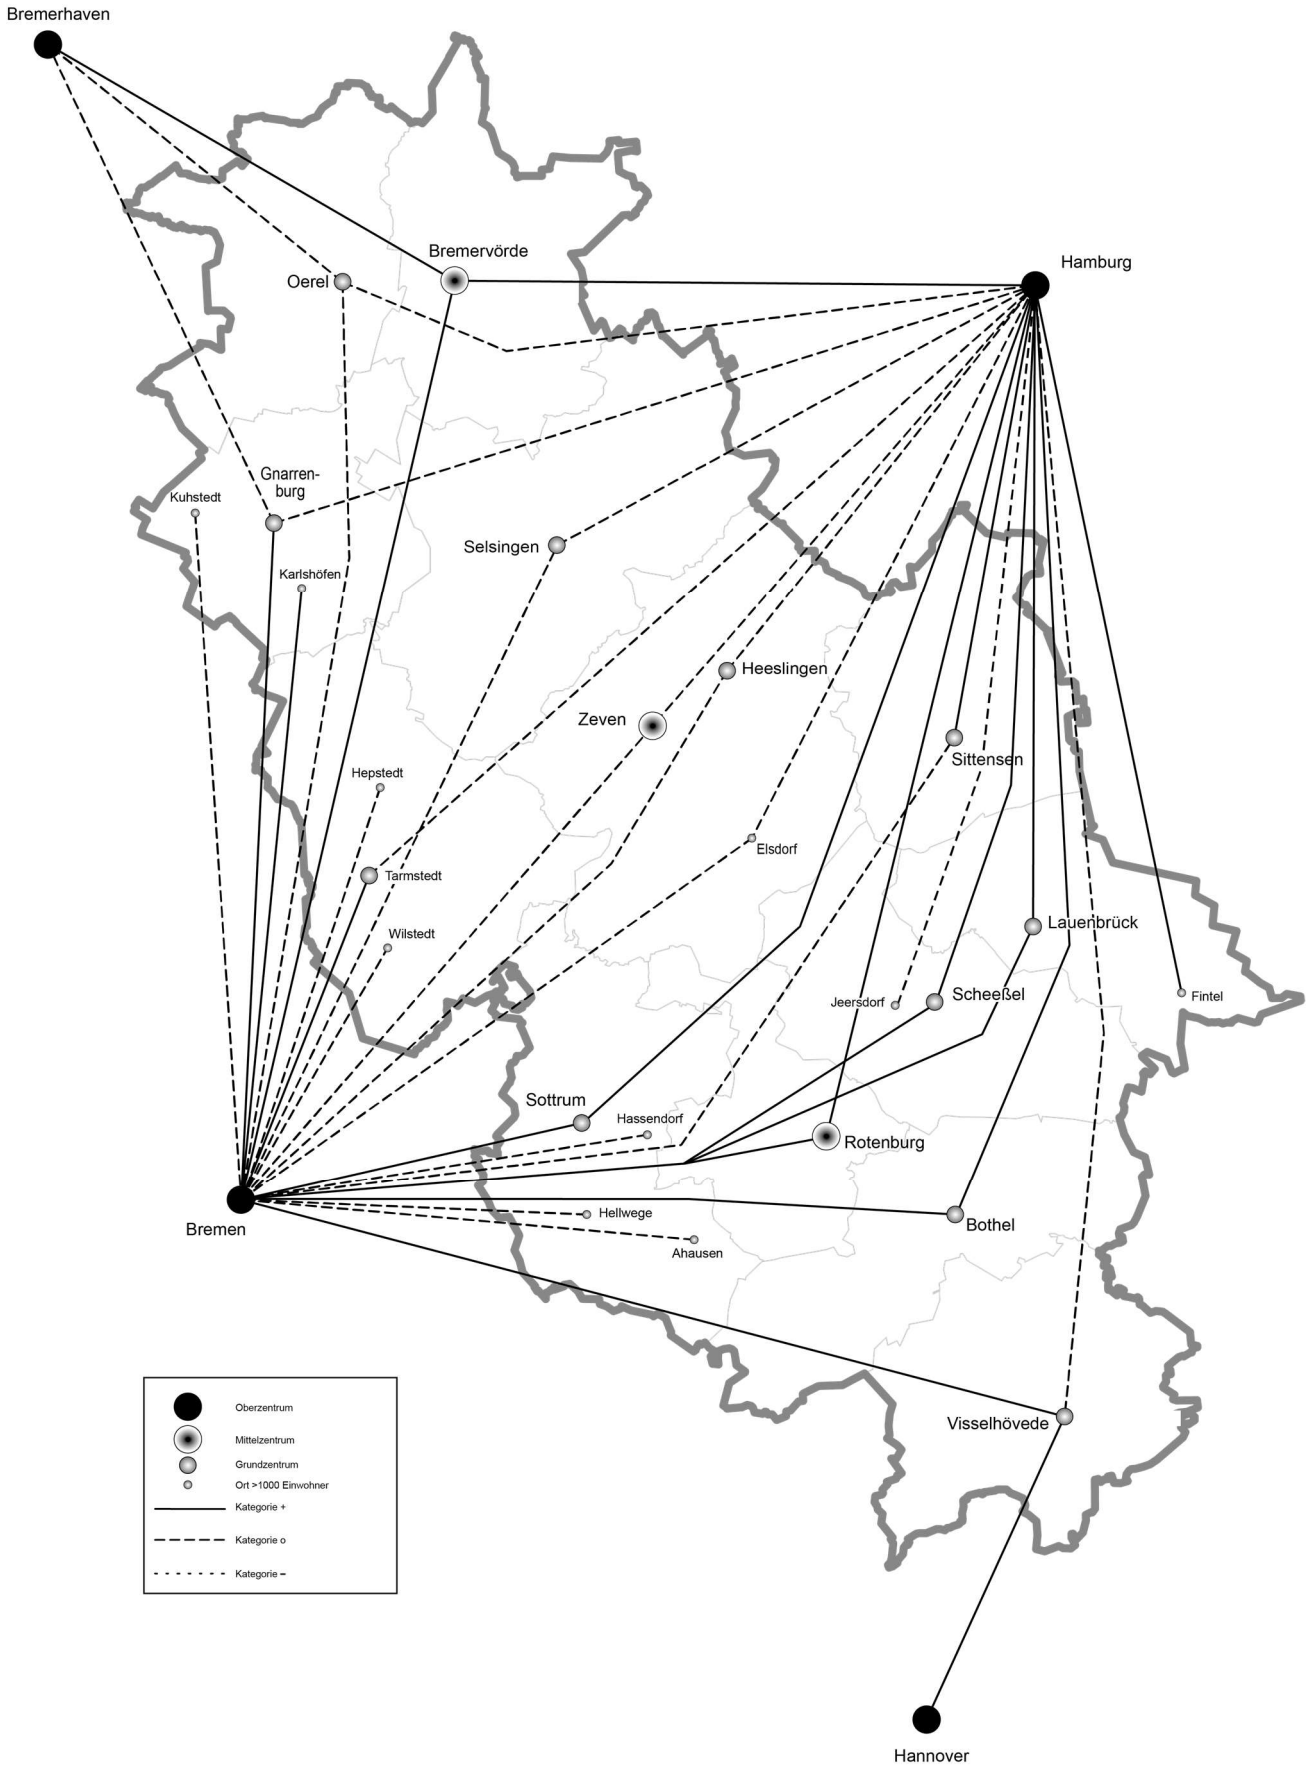 Bremerhaven
Bremervörde
Hamburg
Oerel
Gnarren-
burg
Kuhstedt
Selsingen
Karlshöfen
Heeslingen
Zeven
Sittensen
Hepstedt
Elsdorf
Tarmstedt
Wilstedt
Lauenbrück
Jeersdorf
Scheeßel
Fintel
Sottrum
Hassendorf
Rotenburg
Hellwege
Bothel
Bremen
Ahausen
Visselhövede
Oberzentrum
Mittelzentrum
Grundzentrum
Ort >1000 Einwohner
Kategorie +
Kategorie o
Kategorie –
Hannover